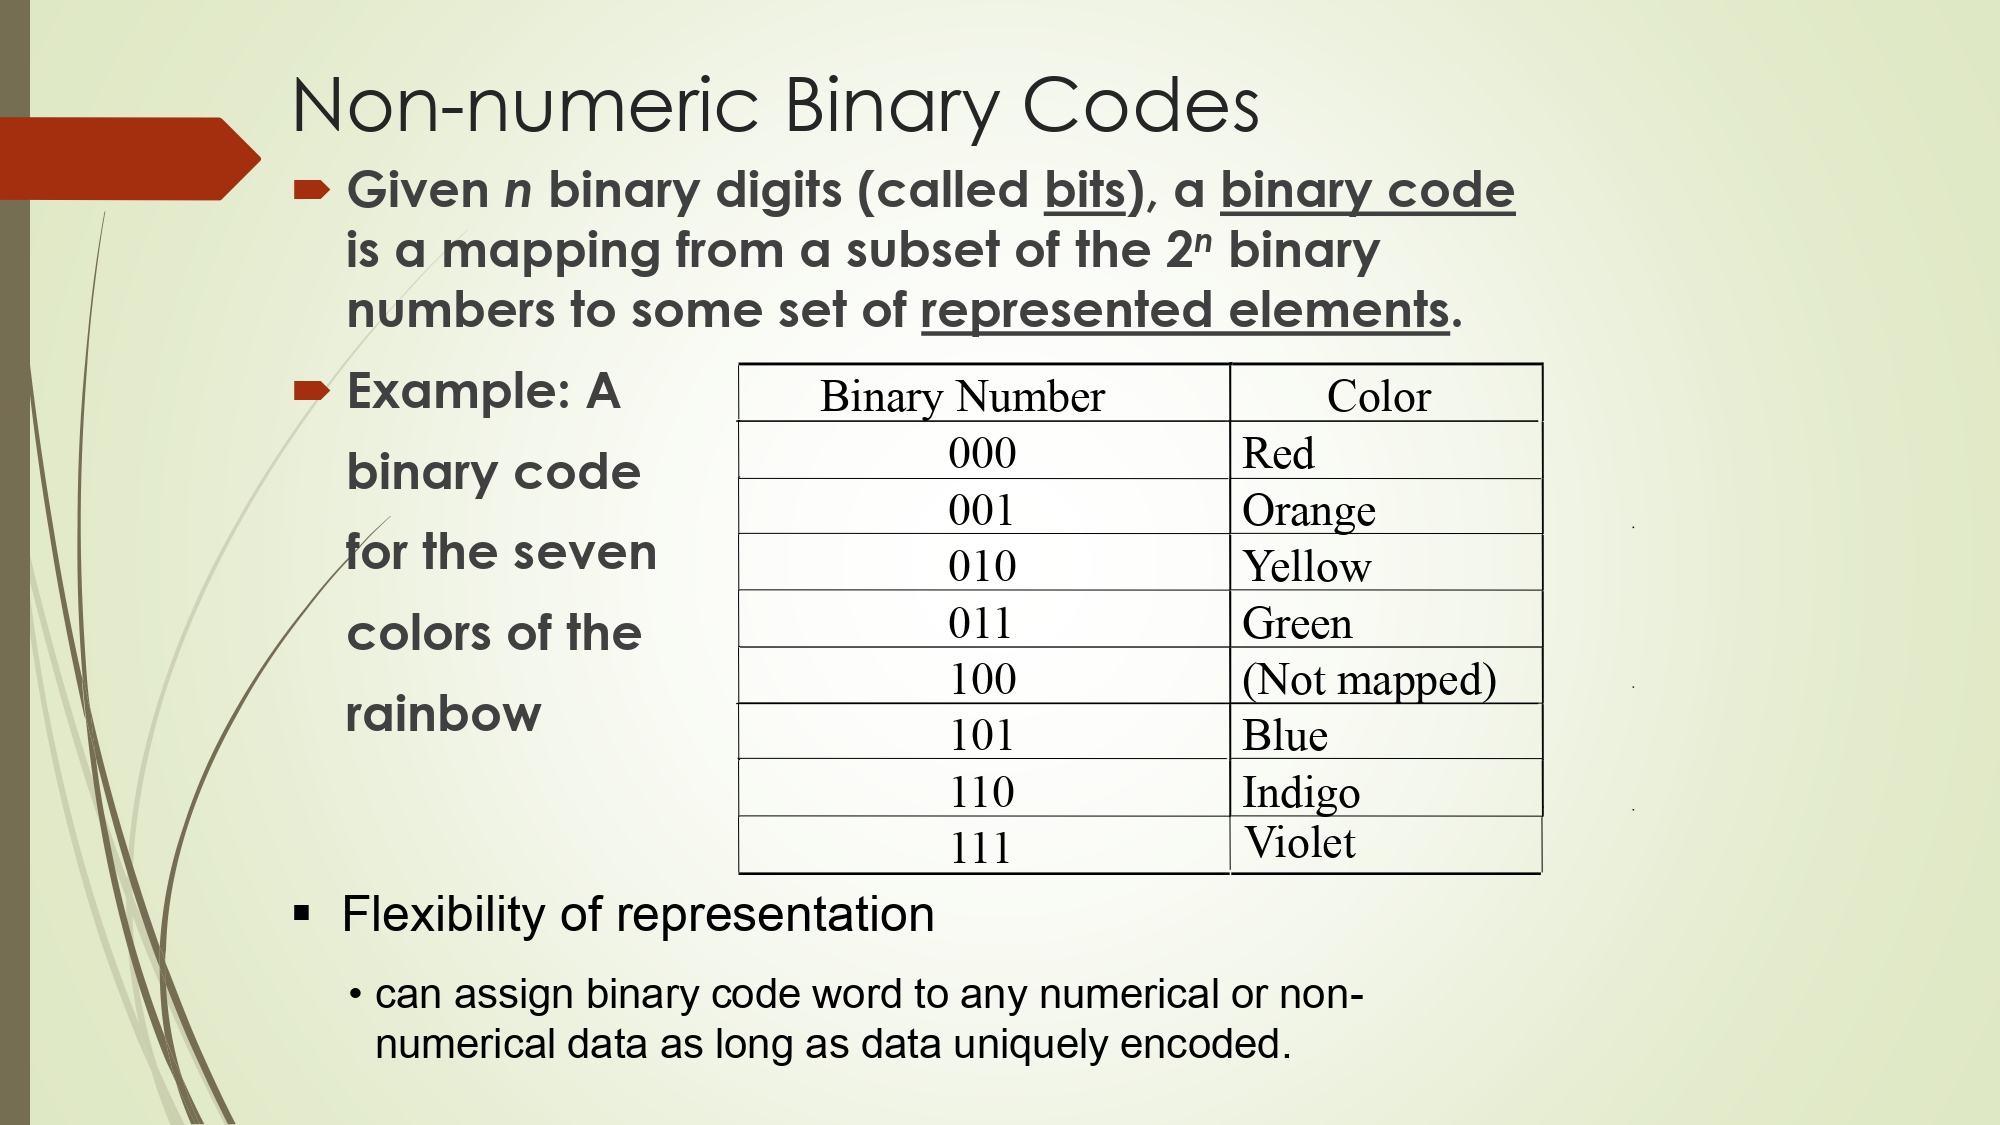 Non-numeric Binary Codes
Given n binary digits (called bits), a binary code
is a mapping from a subset of the 2ⁿ binary
numbers to some set of represented elements.
Example: A
binary code
for the seven
colors of the
rainbow
Binary Number Color
000 Red
001 Orange
010 Yellow
011 Green
100 (Not mapped)
101 Blue
110 Indigo
111 Violet
▪ Flexibility of representation
• can assign binary code word to any numerical or non-
numerical data as long as data uniquely encoded.